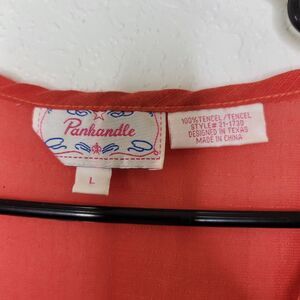 Panhandle
L
100% TENCEL/TENCEL
STYLE# 21-1730
DESIGNED IN TEXAS
MADE IN CHINA